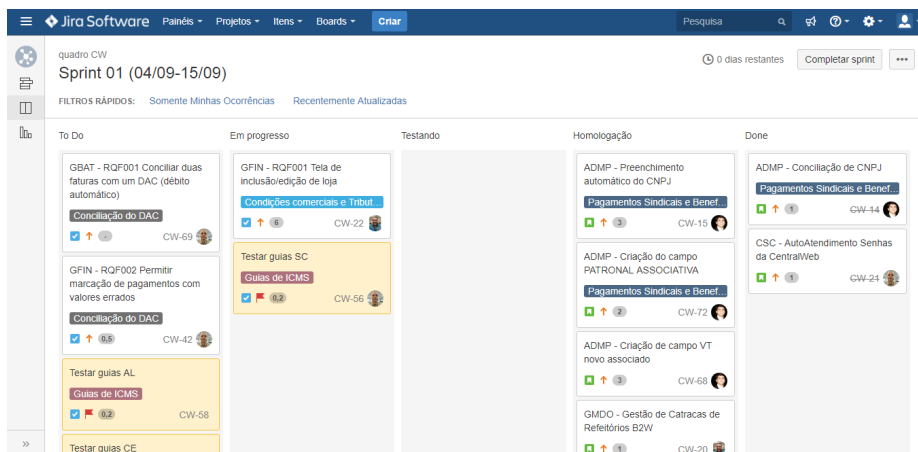 Jira Software Painéis Projetos Itens Boards Criar Pesquisa
quadro CW
Sprint 01 (04/09-15/09)
0 dias restantes Completar sprint
FILTROS RÁPIDOS: Somente Minhas Ocorrências Recentemente Atualizadas
To Do
GBAT - RQF001 Conciliar duas
faturas com um DAC (débito
automático)
Conciliação do DAC
- CW-69
GFIN - RQF002 Permitir
marcação de pagamentos com
valores errados
Conciliação do DAC
0,5 CW-42
Testar guias AL
Guias de ICMS
0,2 CW-58
Testar guias CE
Em progresso
GFIN - RQF001 Tela de
inclusão/edição de loja
Condições comerciais e Tribut...
6 CW-22
Testar guias SC
Guias de ICMS
0,2 CW-56
Testando
Homologação
ADMP - Preenchimento
automático do CNPJ
Pagamentos Sindicais e Benef...
3 CW-15
ADMP - Criação do campo
PATRONAL ASSOCIATIVA
Pagamentos Sindicais e Benef...
2 CW-72
ADMP - Criação de campo VT
novo associado
3 CW-68
GMDO - Gestão de Catracas de
Refeitórios B2W
1 CW-20
Done
ADMP - Conciliação de CNPJ
Pagamentos Sindicais e Benef...
1 CW-14
CSC - AutoAtendimento Senhas
da CentralWeb
1 CW-21